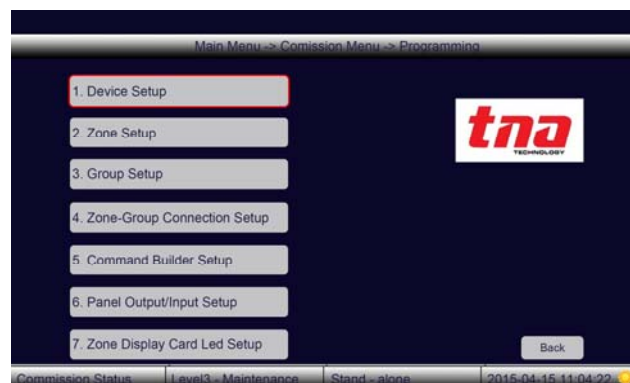 Main Menu -> Comission Menu -> Programming
1. Device Setup
2. Zone Setup
3. Group Setup
4. Zone-Group Connection Setup
5. Command Builder Setup
6. Panel Output/Input Setup
7. Zone Display Card Led Setup
tna
TECHNOLOGY
Back
Commission Status Level3 - Maintenance Stand - alone 2015-04-15 11:04:22